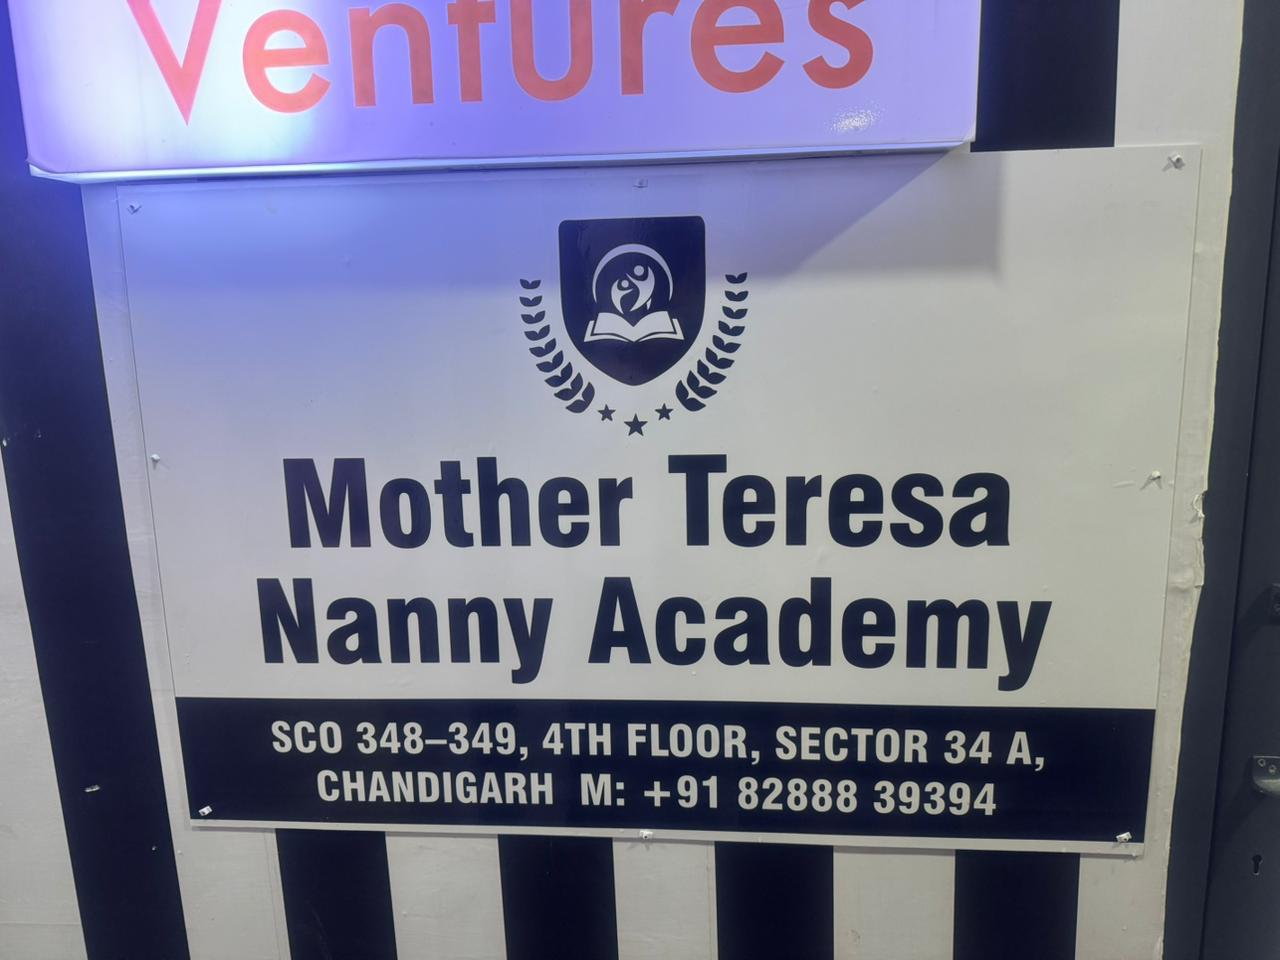 Ventures
Mother Teresa
Nanny Academy
SCO 348–349, 4TH FLOOR, SECTOR 34 A,
CHANDIGARH M: +91 82888 39394